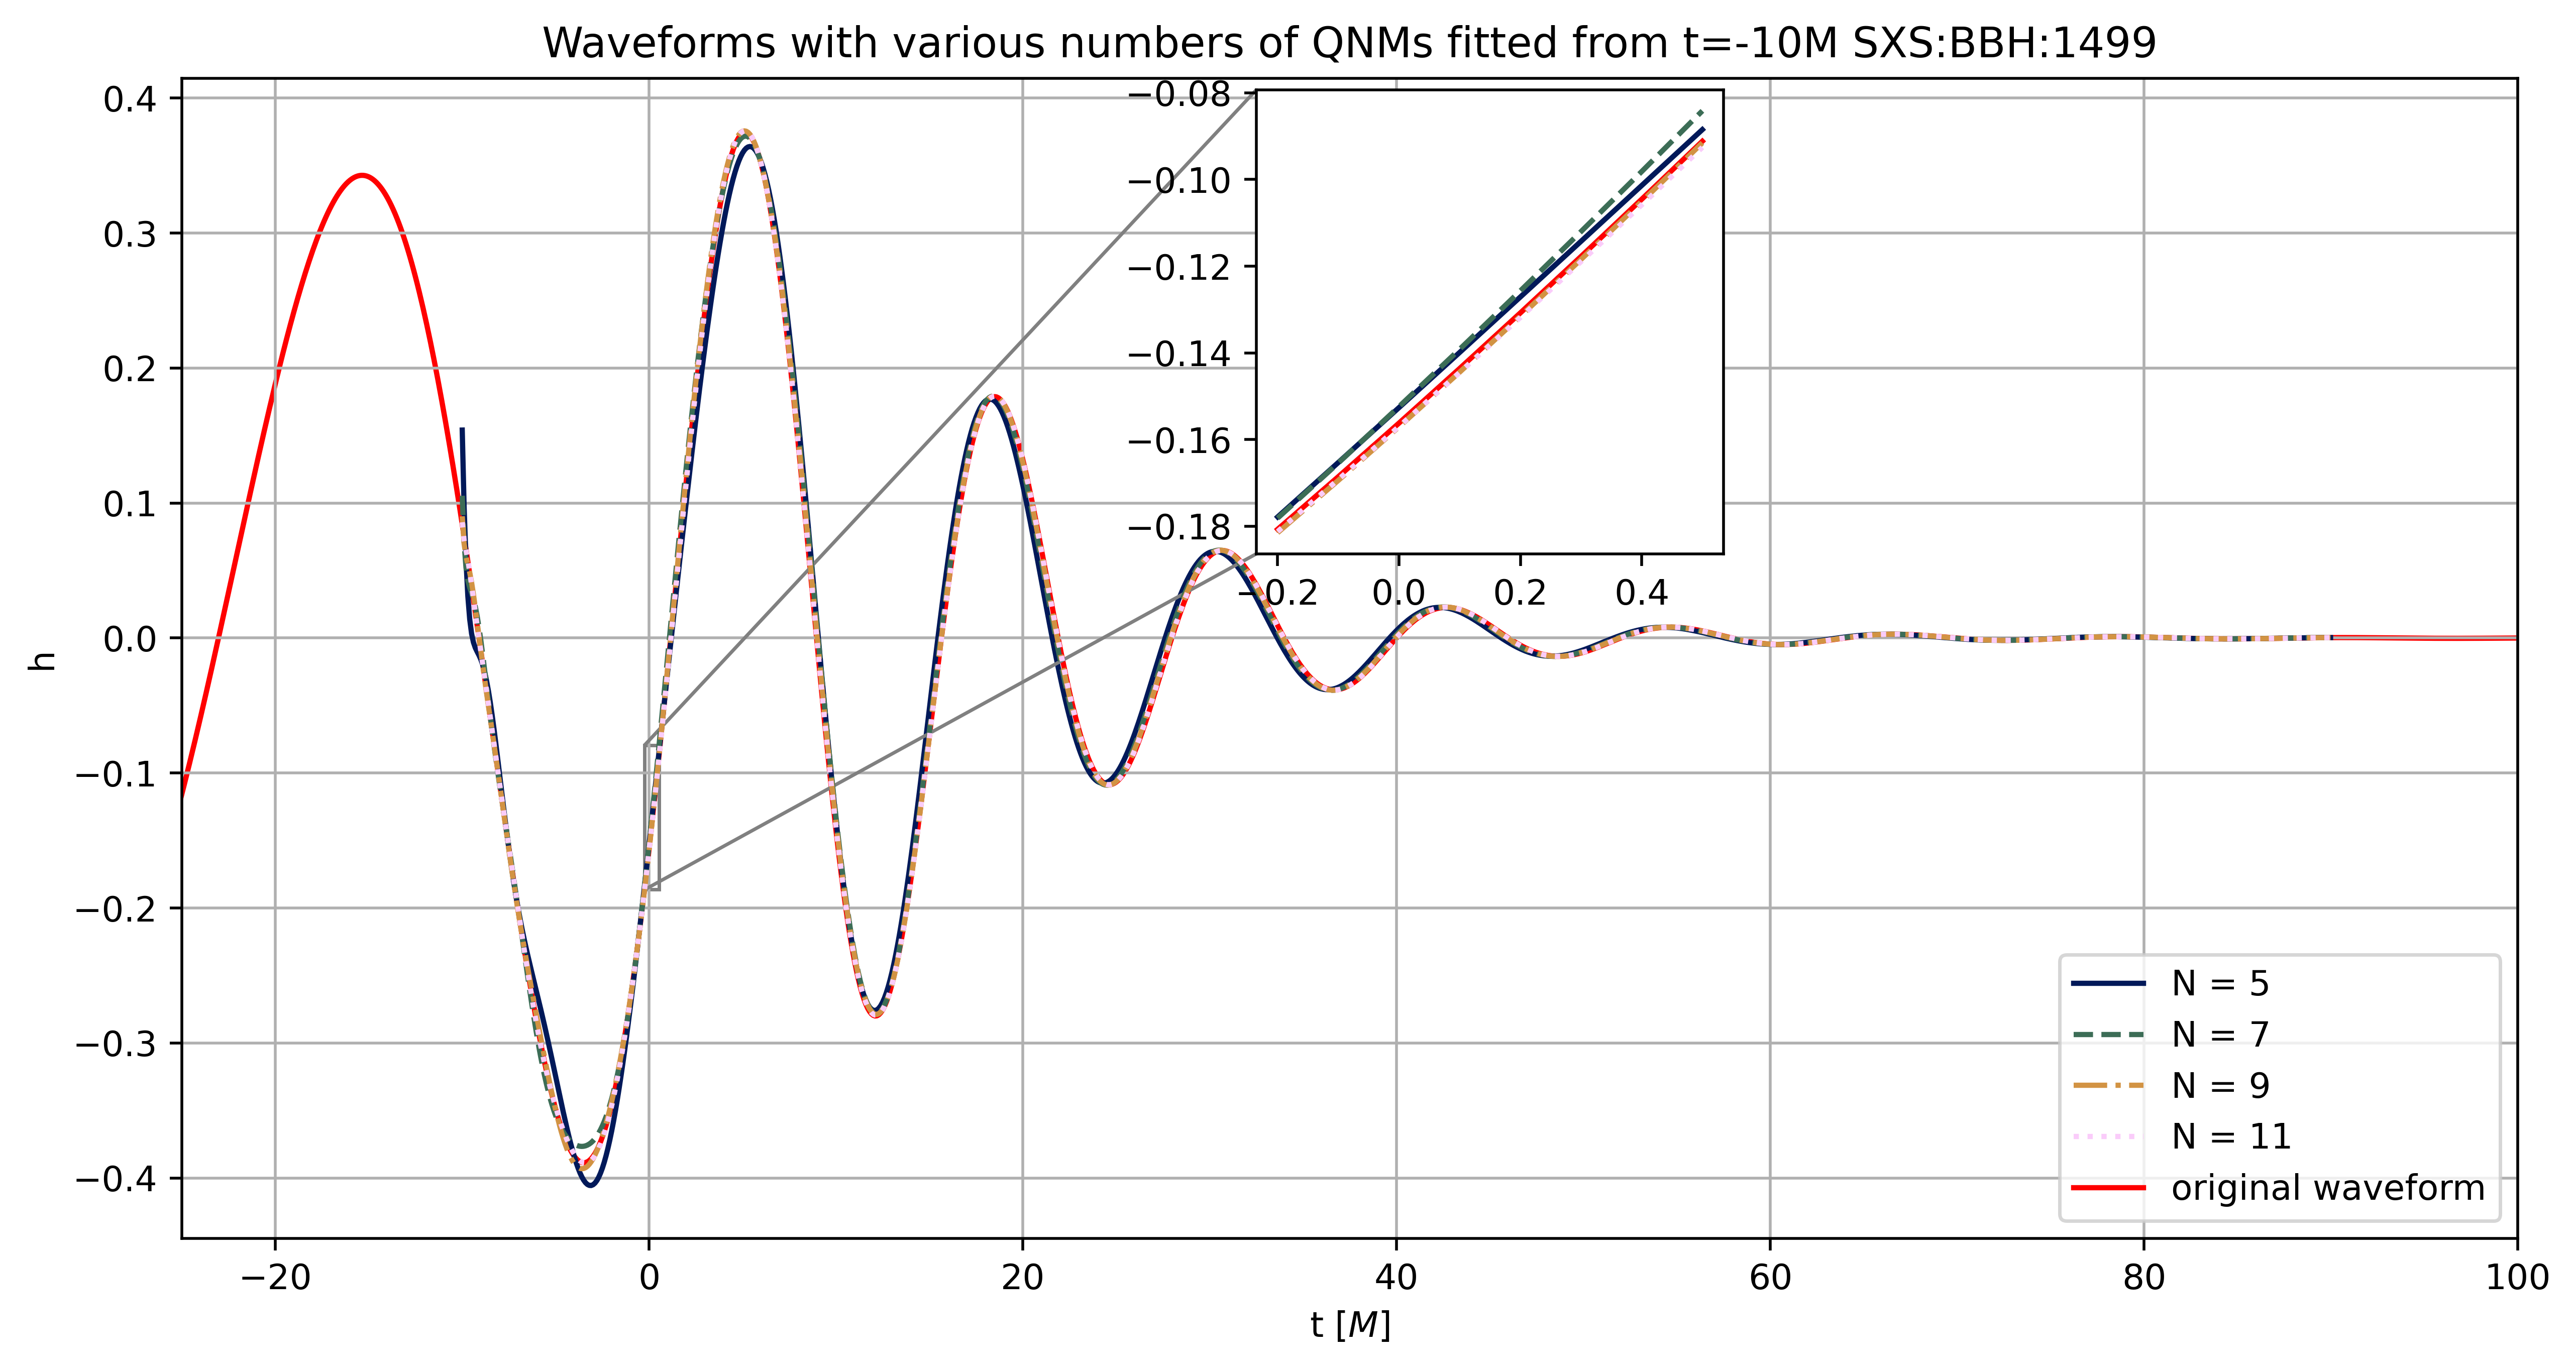 Waveforms with various numbers of QNMs fitted from t=-10M SXS:BBH:1499
0.4
0.3
0.2
0.1
0.0
−0.1
−0.2
−0.3
−0.4
h
−0.08
−0.10
−0.12
−0.14
−0.16
−0.18
−0.2 0.0 0.2 0.4
N = 5
N = 7
N = 9
N = 11
original waveform
−20 0 20 40 60 80 100
t [M]